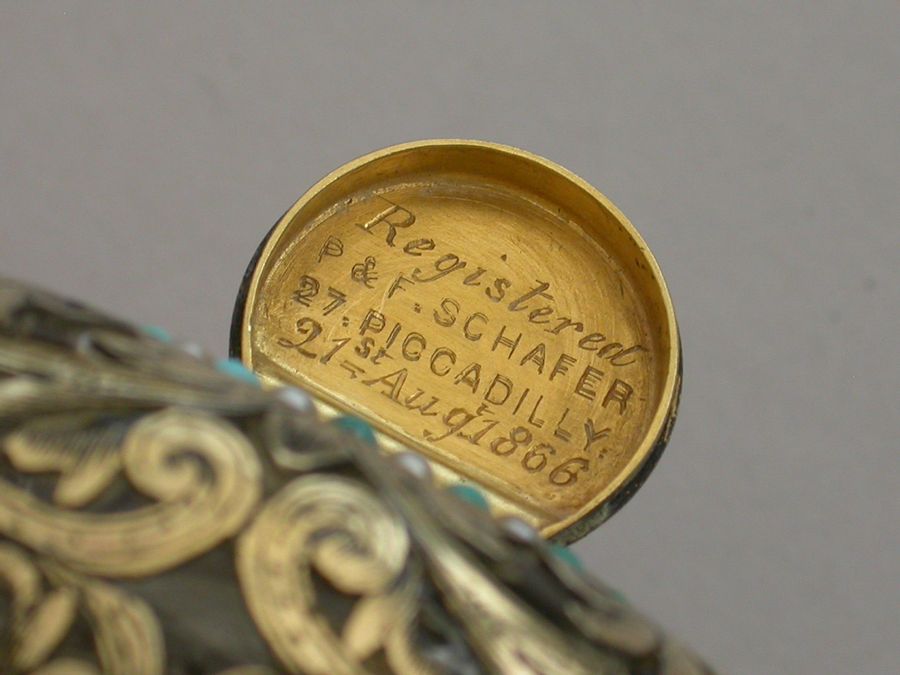 Registered
P & F. SCHAFER
27. PICCADILLY.
21st Augt 1866